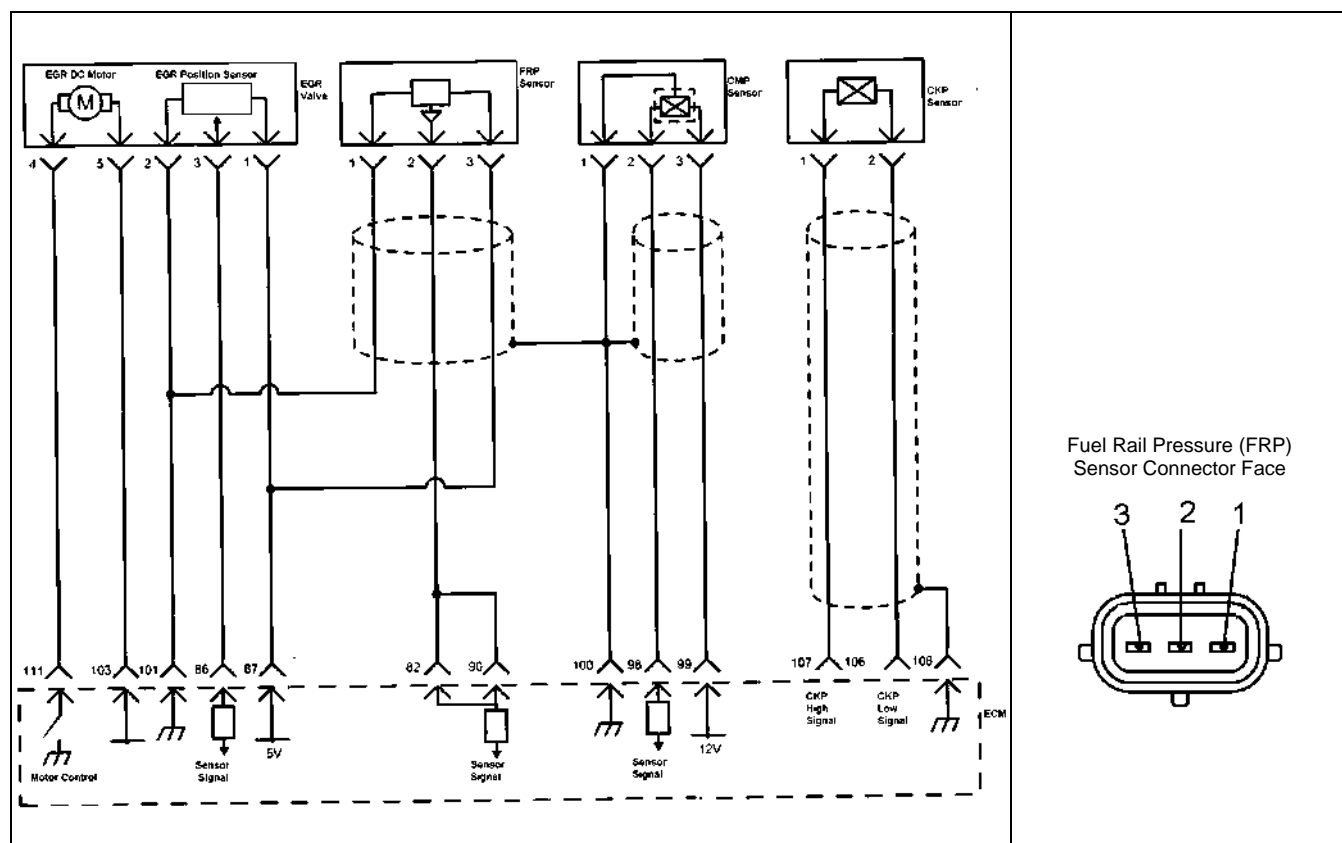 EGR DC Motor
EGR Position Sensor
EGR
Valve
M
FRP
Sensor
CMP
Sensor
CKP
Sensor
4 5 2 3 1 1 2 3 1 2 3 1 2
111 103 101 86 87 82 90 100 98 99 107 106 108
ECM
Motor Control
Sensor
Signal
5V
Sensor
Signal
Sensor
Signal
12V
CKP
High
Signal
CKP
Low
Signal
Fuel Rail Pressure (FRP)
Sensor Connector Face
3 2 1